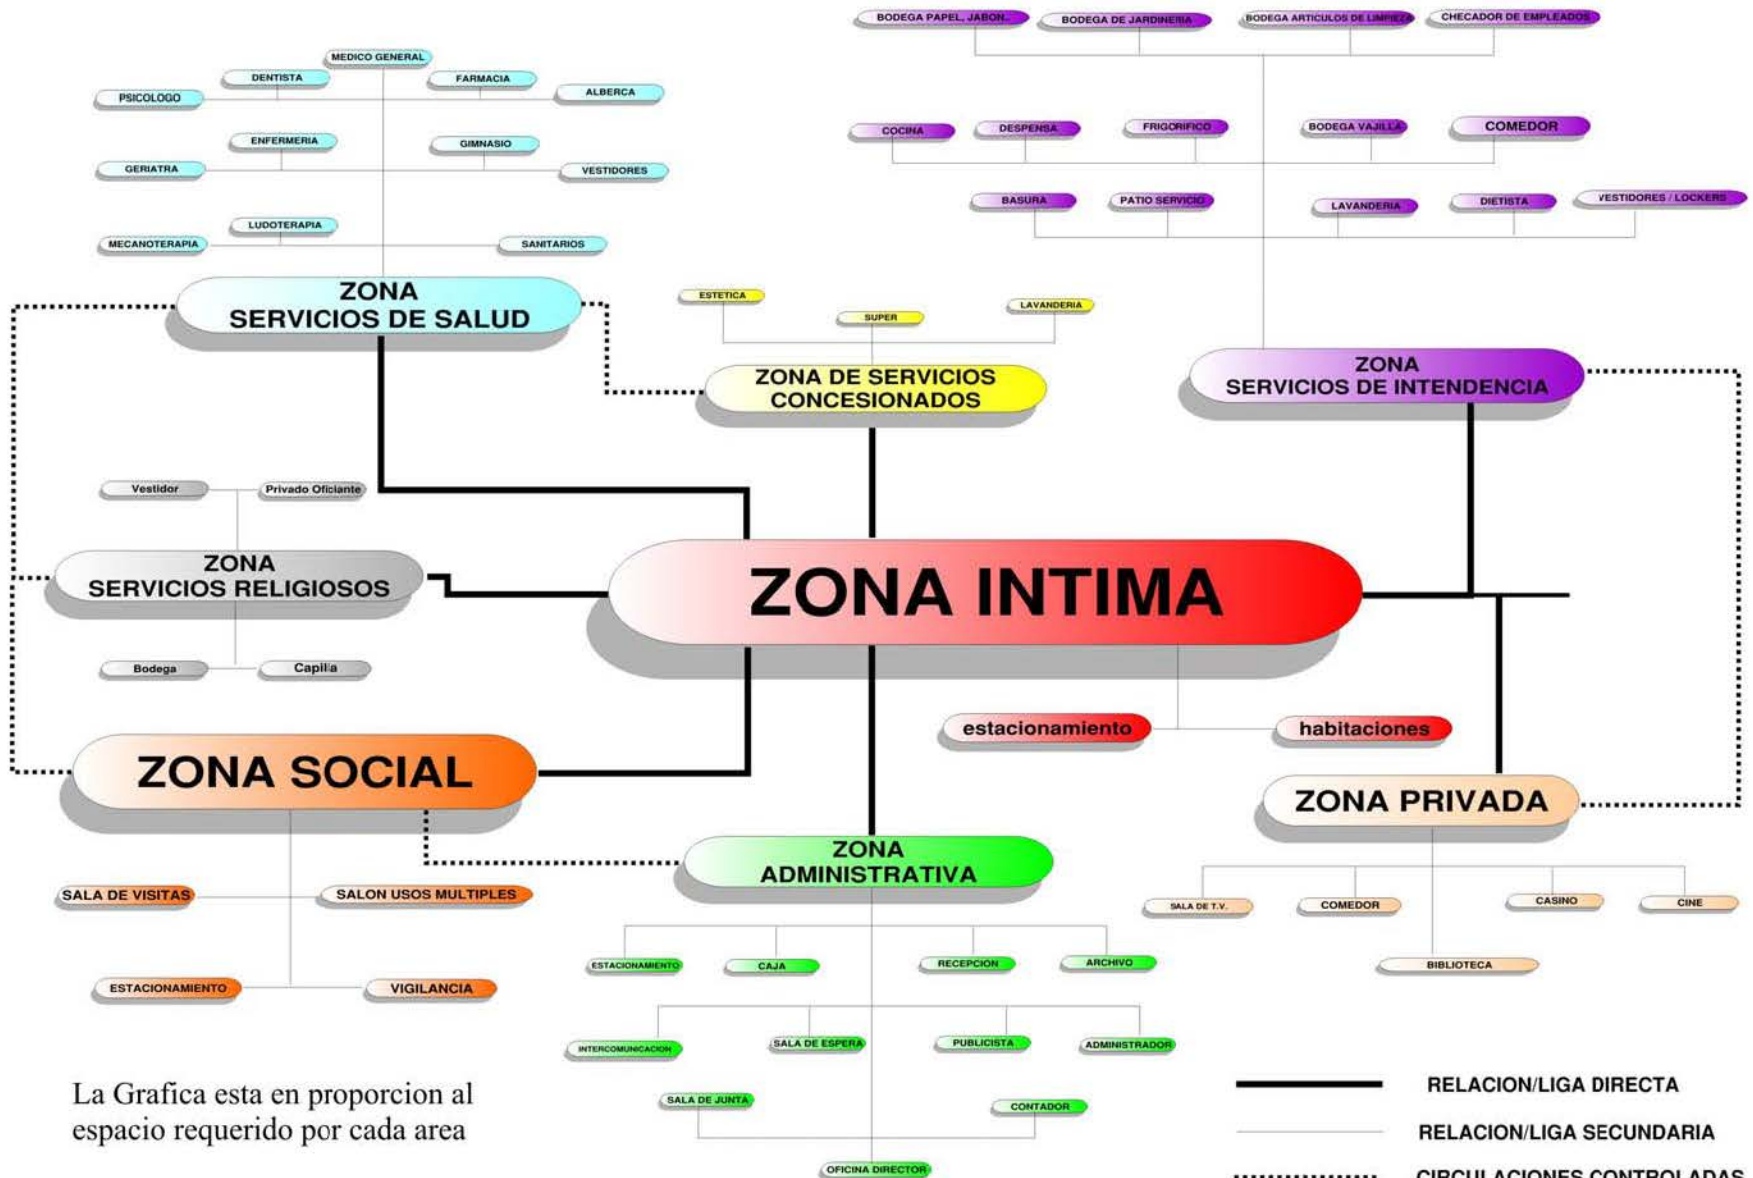 BODEGA PAPEL, JABON..
BODEGA DE JARDINERIA
BODEGA ARTICULOS DE LIMPIEZA
CHECADOR DE EMPLEADOS
MEDICO GENERAL
DENTISTA
FARMACIA
PSICOLOGO
ALBERCA
COCINA
DESPENSA
FRIGORIFICO
BODEGA VAJILLA
COMEDOR
ENFERMERIA
GIMNASIO
GERIATRA
VESTIDORES
BASURA
PATIO SERVICIO
LAVANDERIA
DIETISTA
VESTIDORES / LOCKERS
LUDOTERAPIA
MECANOTERAPIA
SANITARIOS
ZONA
SERVICIOS DE SALUD
ESTETICA
SUPER
LAVANDERIA
ZONA DE SERVICIOS
CONCESIONADOS
ZONA
SERVICIOS DE INTENDENCIA
Vestidor
Privado Oficiante
ZONA
SERVICIOS RELIGIOSOS
ZONA INTIMA
Bodega
Capilla
estacionamiento
habitaciones
ZONA SOCIAL
ZONA PRIVADA
ZONA
ADMINISTRATIVA
SALA DE VISITAS
SALON USOS MULTIPLES
SALA DE T.V.
COMEDOR
CASINO
CINE
BIBLIOTECA
ESTACIONAMIENTO
VIGILANCIA
ESTACIONAMIENTO
CAJA
RECEPCION
ARCHIVO
INTERCOMUNICACION
SALA DE ESPERA
PUBLICISTA
ADMINISTRADOR
SALA DE JUNTA
CONTADOR
OFICINA DIRECTOR
La Grafica esta en proporcion al
espacio requerido por cada area
RELACION/LIGA DIRECTA
RELACION/LIGA SECUNDARIA
CIRCULACIONES CONTROLADAS